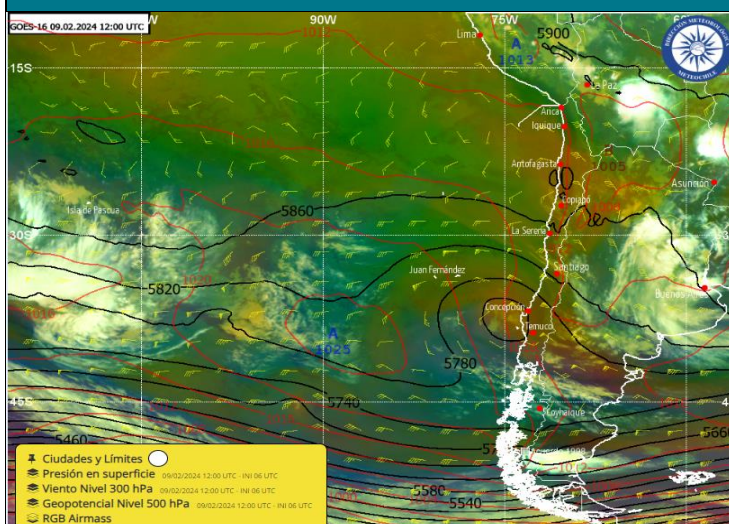 GOES-16 09.02.2024 12:00 UTC
90W
75W
5900
Lima
A
1013
DIRECCIÓN METEOROLÓGICA
METEOCHILE
15S
La Paz
Arica
Iquique
Antofagasta
Asunción
Copiapó
Isla de Pascua
5860
La Serena
30S
Juan Fernández
Santiago
5820
1020
Buenos Aires
1010
Concepción
A
1025
Temuco
5780
5740
45S
Coyhaique
5460
5660
Ciudades y Límites
Presión en superficie 09/02/2024 12:00 UTC - INI 06 UTC
Viento Nivel 300 hPa 09/02/2024 12:00 UTC - INI 06 UTC
Geopotencial Nivel 500 hPa 09/02/2024 12:00 UTC - INI 06 UTC
RGB Airmass
5580
5540